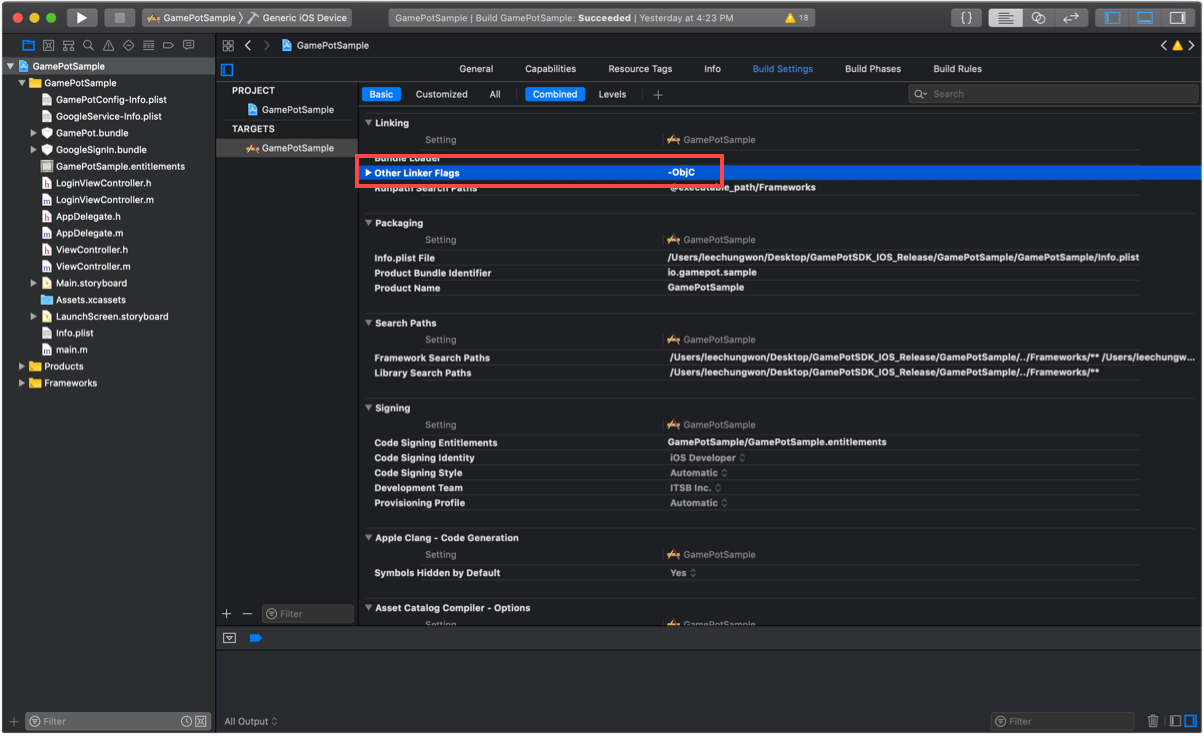 GamePotSample Generic iOS Device
GamePotSample | Build GamePotSample: Succeeded | Yesterday at 4:23 PM 18
{}
GamePotSample
GamePotSample
GamePotSample
GamePotConfig-Info.plist
GoogleService-Info.plist
GamePot.bundle
GoogleSignIn.bundle
GamePotSample.entitlements
LoginViewController.h
LoginViewController.m
AppDelegate.h
AppDelegate.m
ViewController.h
ViewController.m
Main.storyboard
Assets.xcassets
LaunchScreen.storyboard
Info.plist
main.m
Products
Frameworks
Filter
General Capabilities Resource Tags Info Build Settings Build Phases Build Rules
PROJECT
GamePotSample
TARGETS
GamePotSample
Filter
Basic Customized All Combined Levels + Search
Linking
Setting GamePotSample
Bundle Loader
Other Linker Flags -ObjC
Runpath Search Paths @executable_path/Frameworks
Packaging
Setting GamePotSample
Info.plist File /Users/leechungwon/Desktop/GamePotSDK_IOS_Release/GamePotSample/GamePotSample/Info.plist
Product Bundle Identifier io.gamepot.sample
Product Name GamePotSample
Search Paths
Setting GamePotSample
Framework Search Paths /Users/leechungwon/Desktop/GamePotSDK_IOS_Release/GamePotSample/../Frameworks/** /Users/leechungw...
Library Search Paths /Users/leechungwon/Desktop/GamePotSDK_IOS_Release/GamePotSample/../Frameworks/**
Signing
Setting GamePotSample
Code Signing Entitlements GamePotSample/GamePotSample.entitlements
Code Signing Identity iOS Developer
Code Signing Style Automatic
Development Team ITSB Inc.
Provisioning Profile Automatic
Apple Clang - Code Generation
Setting GamePotSample
Symbols Hidden by Default Yes
Asset Catalog Compiler - Options
Setting GamePotSample
All Output
Filter